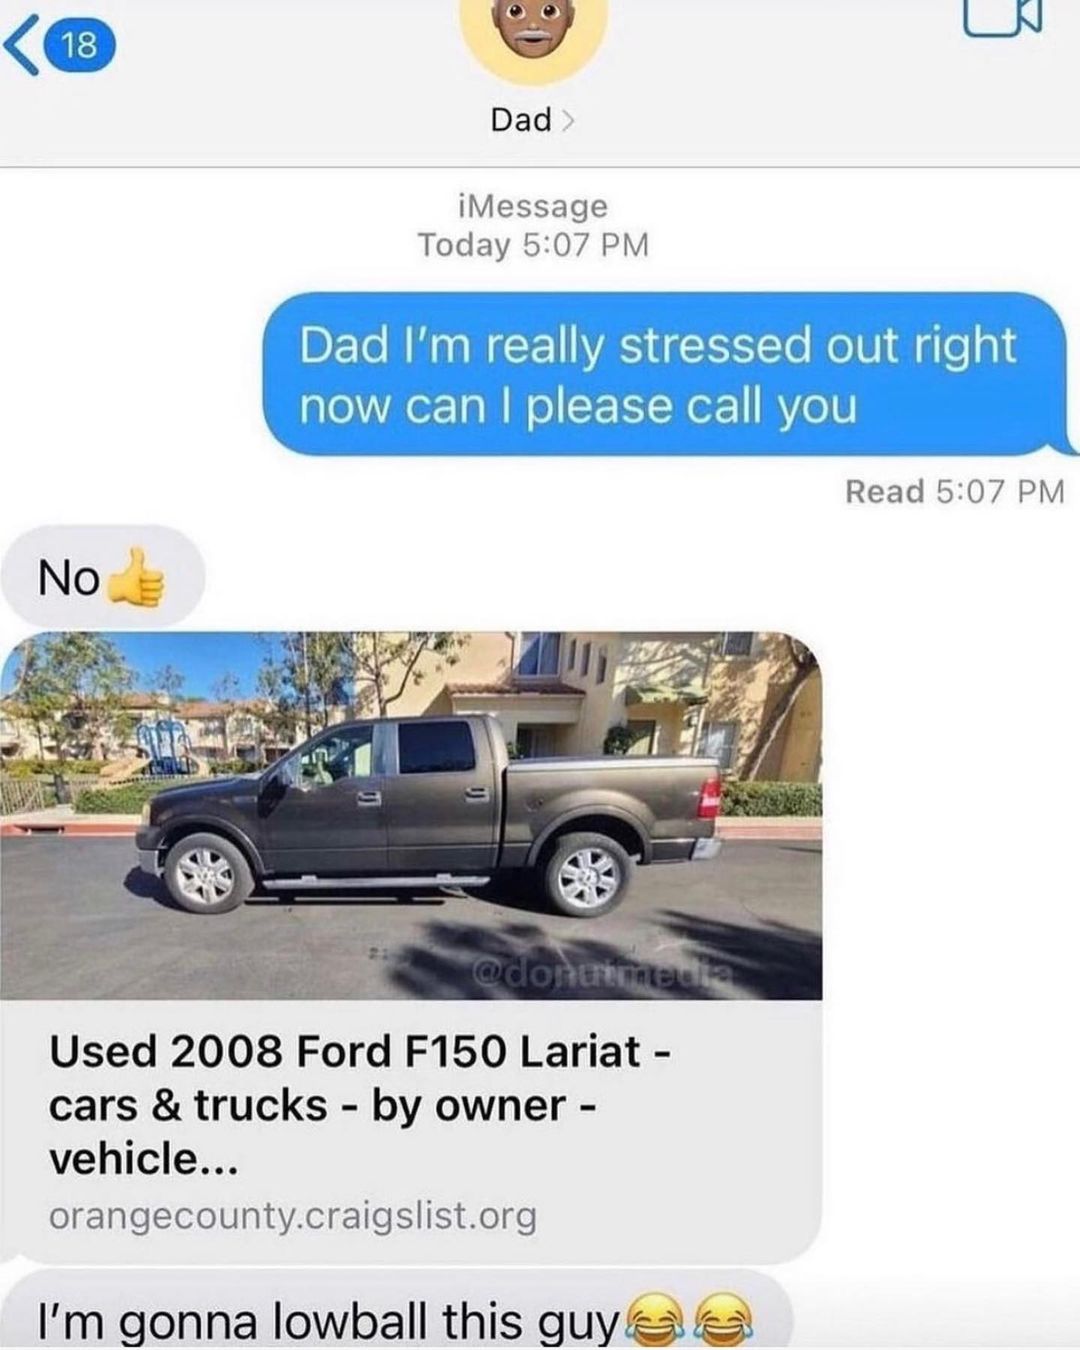 18
Dad
iMessage
Today 5:07 PM
Dad I'm really stressed out right
now can I please call you
Read 5:07 PM
No👍
@donutmedia
Used 2008 Ford F150 Lariat -
cars & trucks - by owner -
vehicle...
orangecounty.craigslist.org
I'm gonna lowball this guy😂😂